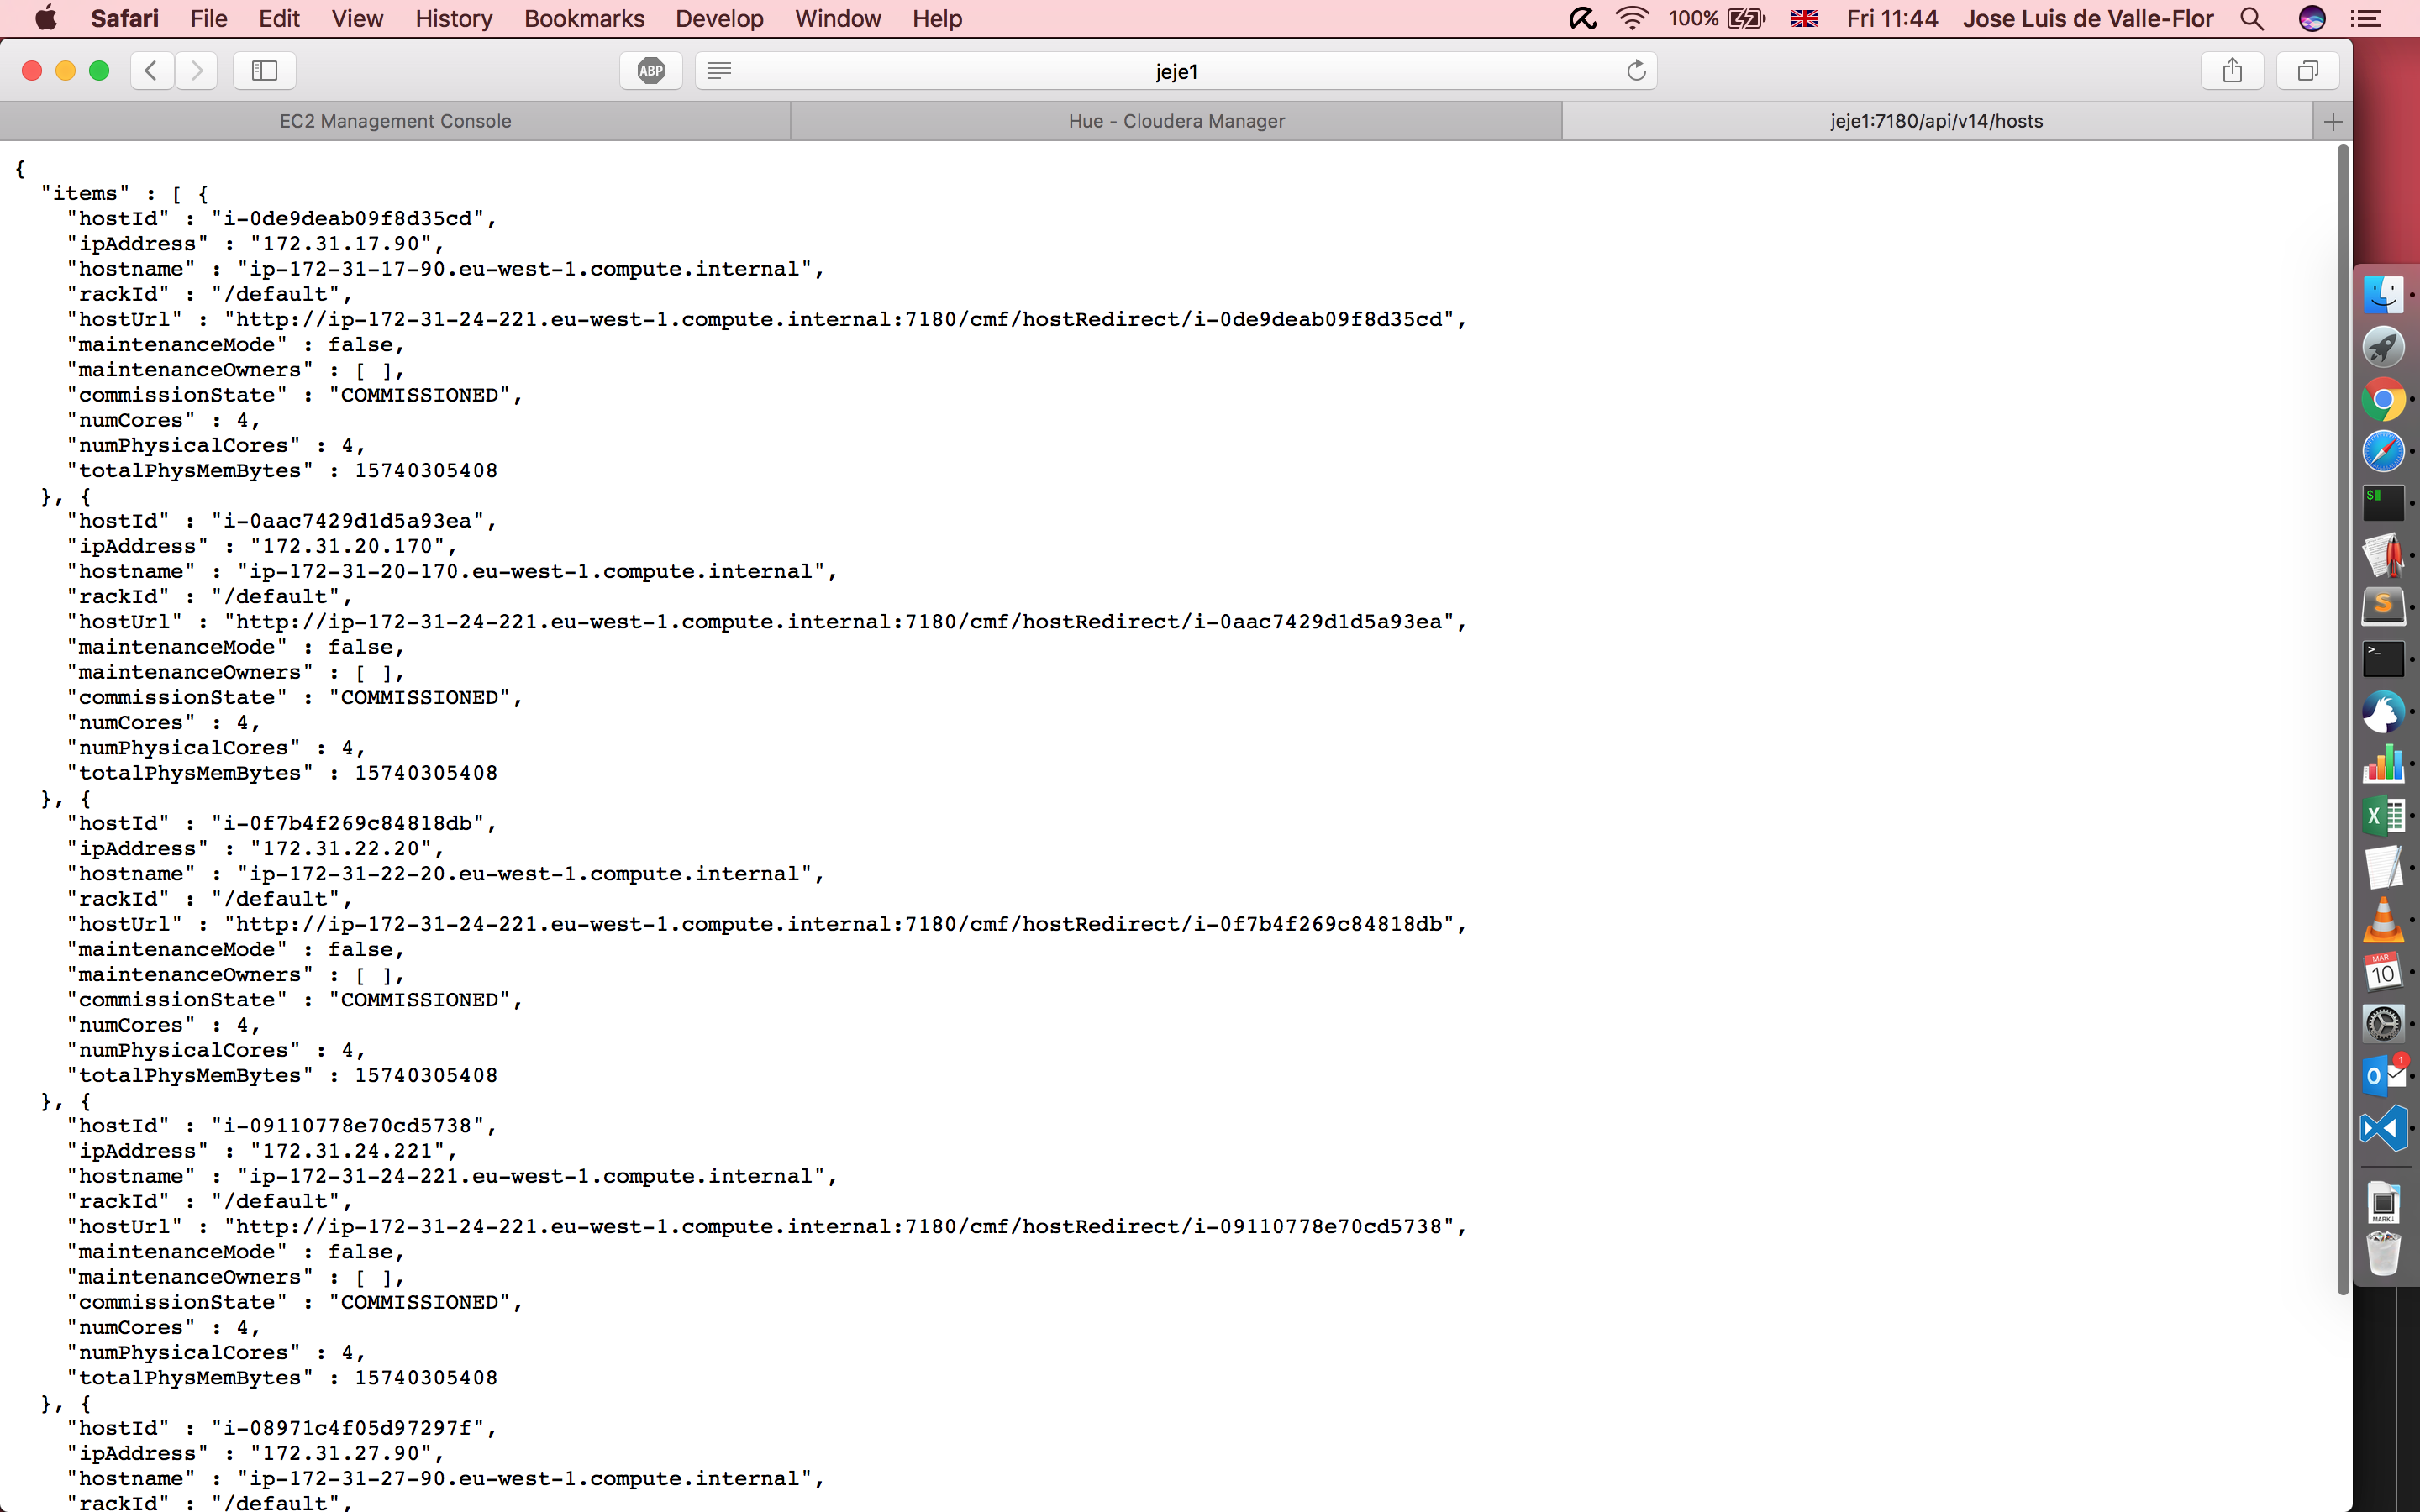 Safari File Edit View History Bookmarks Develop Window Help 100% Fri 11:44 Jose Luis de Valle-Flor
ABP jeje1
EC2 Management Console Hue - Cloudera Manager jeje1:7180/api/v14/hosts
{
"items" : [ {
"hostId" : "i-0de9deab09f8d35cd",
"ipAddress" : "172.31.17.90",
"hostname" : "ip-172-31-17-90.eu-west-1.compute.internal",
"rackId" : "/default",
"hostUrl" : "http://ip-172-31-24-221.eu-west-1.compute.internal:7180/cmf/hostRedirect/i-0de9deab09f8d35cd",
"maintenanceMode" : false,
"maintenanceOwners" : [ ],
"commissionState" : "COMMISSIONED",
"numCores" : 4,
"numPhysicalCores" : 4,
"totalPhysMemBytes" : 15740305408
}, {
"hostId" : "i-0aac7429d1d5a93ea",
"ipAddress" : "172.31.20.170",
"hostname" : "ip-172-31-20-170.eu-west-1.compute.internal",
"rackId" : "/default",
"hostUrl" : "http://ip-172-31-24-221.eu-west-1.compute.internal:7180/cmf/hostRedirect/i-0aac7429d1d5a93ea",
"maintenanceMode" : false,
"maintenanceOwners" : [ ],
"commissionState" : "COMMISSIONED",
"numCores" : 4,
"numPhysicalCores" : 4,
"totalPhysMemBytes" : 15740305408
}, {
"hostId" : "i-0f7b4f269c84818db",
"ipAddress" : "172.31.22.20",
"hostname" : "ip-172-31-22-20.eu-west-1.compute.internal",
"rackId" : "/default",
"hostUrl" : "http://ip-172-31-24-221.eu-west-1.compute.internal:7180/cmf/hostRedirect/i-0f7b4f269c84818db",
"maintenanceMode" : false,
"maintenanceOwners" : [ ],
"commissionState" : "COMMISSIONED",
"numCores" : 4,
"numPhysicalCores" : 4,
"totalPhysMemBytes" : 15740305408
}, {
"hostId" : "i-09110778e70cd5738",
"ipAddress" : "172.31.24.221",
"hostname" : "ip-172-31-24-221.eu-west-1.compute.internal",
"rackId" : "/default",
"hostUrl" : "http://ip-172-31-24-221.eu-west-1.compute.internal:7180/cmf/hostRedirect/i-09110778e70cd5738",
"maintenanceMode" : false,
"maintenanceOwners" : [ ],
"commissionState" : "COMMISSIONED",
"numCores" : 4,
"numPhysicalCores" : 4,
"totalPhysMemBytes" : 15740305408
}, {
"hostId" : "i-08971c4f05d97297f",
"ipAddress" : "172.31.27.90",
"hostname" : "ip-172-31-27-90.eu-west-1.compute.internal",
"rackId" : "/default",
$
S
>_
X
MAR
10
1
O
MARK↓